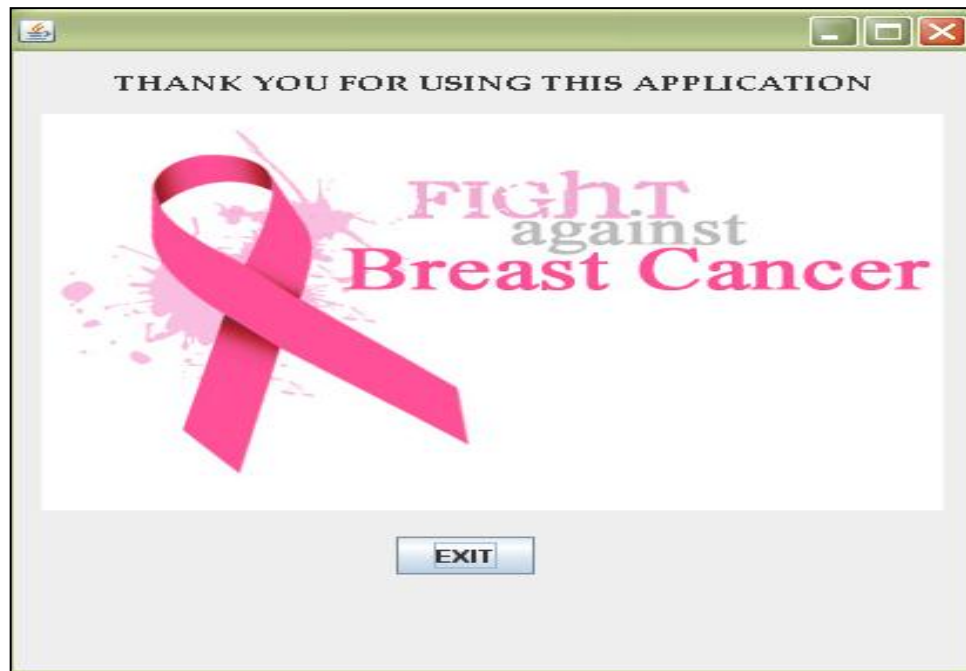 THANK YOU FOR USING THIS APPLICATION
FIGhT
against
Breast Cancer
EXIT